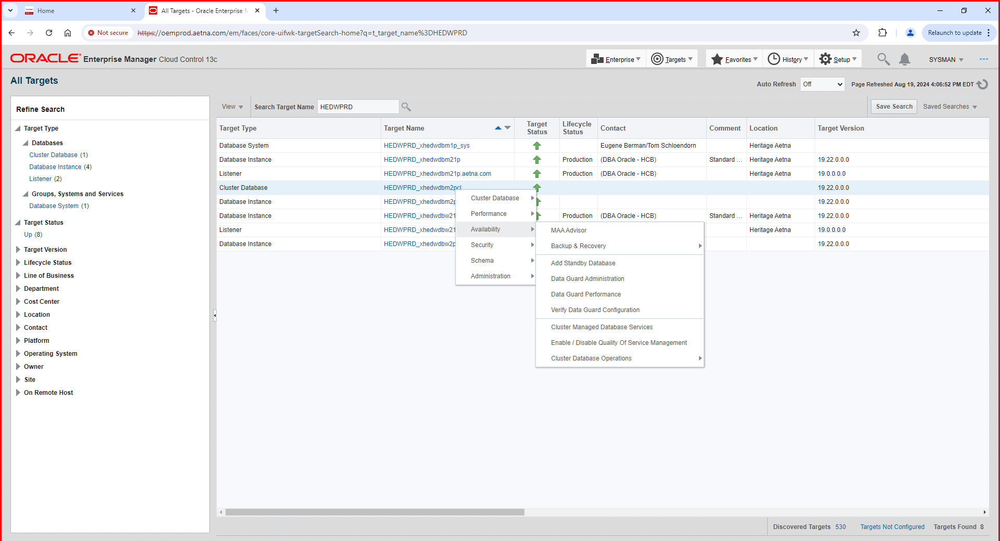 Home
All Targets - Oracle Enterprise M
Not secure
https://oemprod.aetna.com/em/faces/core-uifwk-targetSearch-home?q=t_target_name%3DHEDWPRD
Relaunch to update
ORACLE Enterprise Manager Cloud Control 13c
Enterprise
Targets
Favorites
History
Setup
SYSMAN
All Targets
Auto Refresh
Off
Page Refreshed Aug 19, 2024 4:06:52 PM EDT
Refine Search
Target Type
Databases
Cluster Database (1)
Database Instance (4)
Listener (2)
Groups, Systems and Services
Database System (1)
Target Status
Up (8)
Target Version
Lifecycle Status
Line of Business
Department
Cost Center
Location
Contact
Platform
Operating System
Owner
Site
On Remote Host
View
Search Target Name
HEDWPRD
Save Search
Saved Searches
Target Type Target Name Target Status Lifecycle Status Contact Comment Location Target Version
Database System HEDWPRD_xhedwdbm1p_sys Eugene Berman/Tom Schloendorn Heritage Aetna
Database Instance HEDWPRD_xhedwdbm21p Production (DBA Oracle - HCB) Standard ... Heritage Aetna 19.22.0.0.0
Listener HEDWPRD_xhedwdbm21p.aetna.com Production (DBA Oracle - HCB) Heritage Aetna 19.0.0.0.0
Cluster Database HEDWPRD_xhedwdbm2pcl 19.22.0.0.0
Database Instance HEDWPRD_xhedwdbm2p 19.22.0.0.0
Database Instance HEDWPRD_xhedwdbw21 Production (DBA Oracle - HCB) Standard ... Heritage Aetna 19.22.0.0.0
Listener HEDWPRD_xhedwdbw21 Heritage Aetna 19.0.0.0.0
Database Instance HEDWPRD_xhedwdbw2p 19.22.0.0.0
Cluster Database
Performance
Availability
Security
Schema
Administration
MAA Advisor
Backup & Recovery
Add Standby Database
Data Guard Administration
Data Guard Performance
Verify Data Guard Configuration
Cluster Managed Database Services
Enable / Disable Quality Of Service Management
Cluster Database Operations
Discovered Targets 530
Targets Not Configured
Targets Found 8